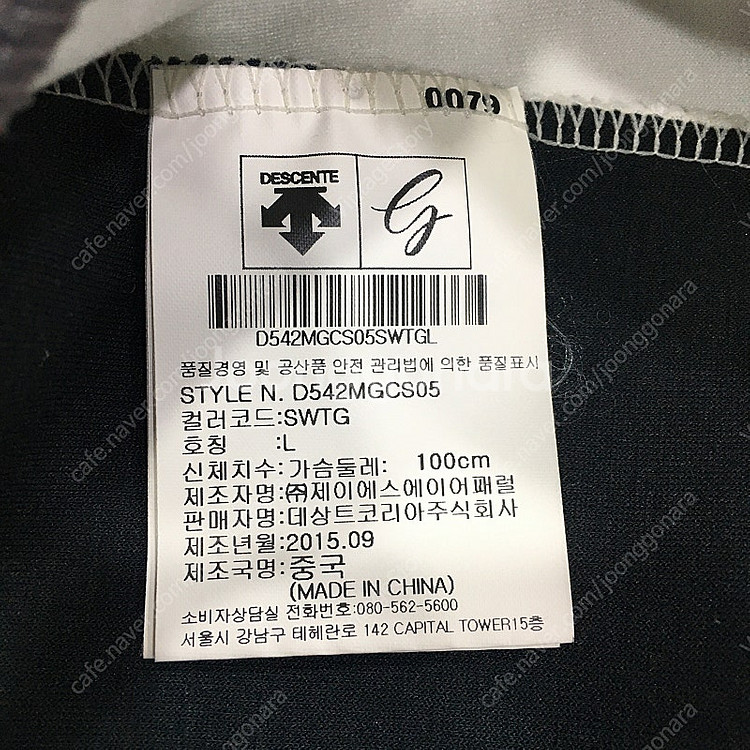 0079
DESCENTE
G
D542MGCS05SWTGL
품질경영 및 공산품 안전 관리법에 의한 품질표시
STYLE N. D542MGCS05
컬러코드:SWTG
호칭 :L
신체치수:가슴둘레: 100cm
제조자명:㈜제이에스에이어패럴
판매자명:데상트코리아주식회사
제조년월:2015.09
제조국명:중국
(MADE IN CHINA)
소비자상담실 전화번호:080-562-5600
서울시 강남구 테헤란로 142 CAPITAL TOWER15층
cafe.naver.com/joonggonara